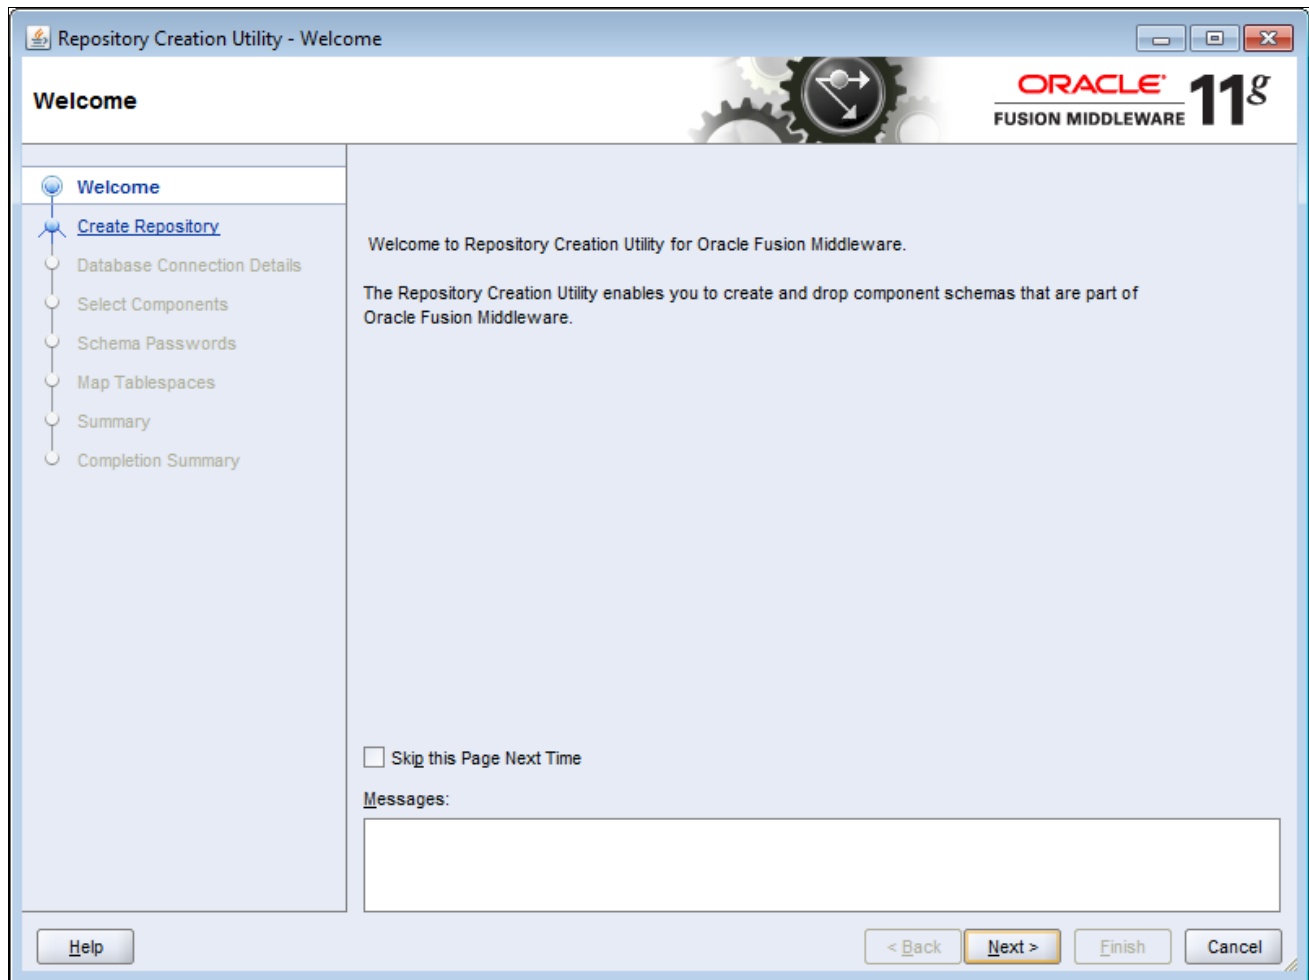 Repository Creation Utility - Welcome
Welcome
ORACLE
FUSION MIDDLEWARE
11g
Welcome
Create Repository
Database Connection Details
Select Components
Schema Passwords
Map Tablespaces
Summary
Completion Summary
Welcome to Repository Creation Utility for Oracle Fusion Middleware.
The Repository Creation Utility enables you to create and drop component schemas that are part of
Oracle Fusion Middleware.
Skip this Page Next Time
Messages:
Help
< Back
Next >
Finish
Cancel